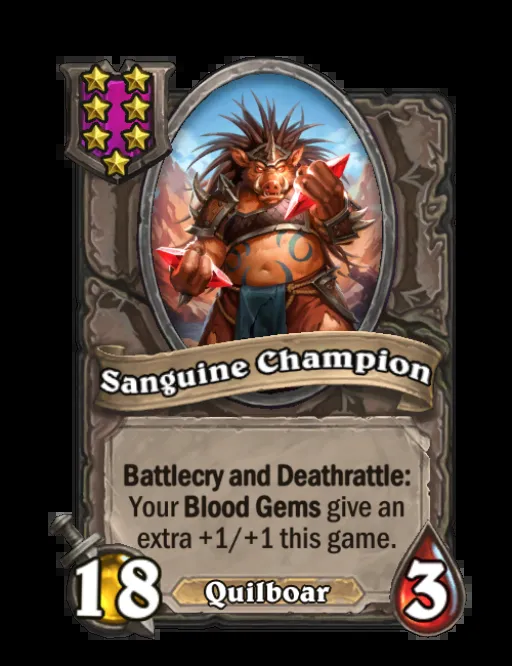 Sanguine Champion
Battlecry and Deathrattle:
Your Blood Gems give an
extra +1/+1 this game.
18
Quilboar
3